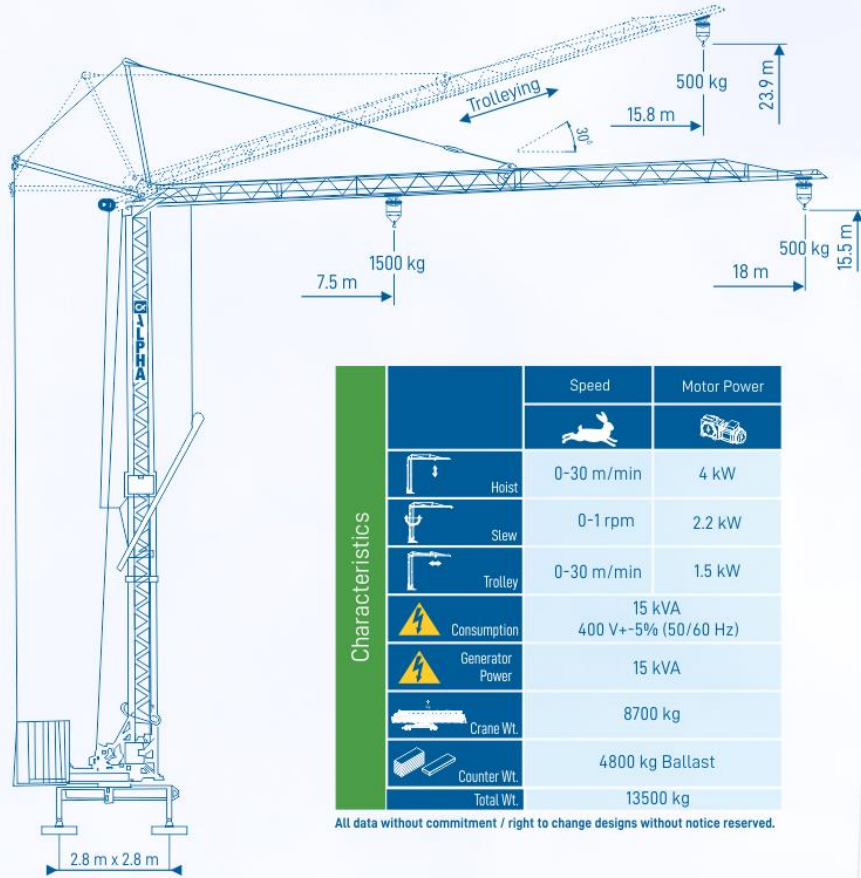 500 kg
23.9 m
Trolleying
15.8 m
30°
1500 kg
500 kg
15.5 m
7.5 m
18 m
ALPHA
Characteristics
Speed Motor Power
Hoist 0-30 m/min 4 kW
Slew 0-1 rpm 2.2 kW
Trolley 0-30 m/min 1.5 kW
Consumption 15 kVA
400 V+-5% (50/60 Hz)
Generator
Power 15 kVA
Crane Wt. 8700 kg
Counter Wt. 4800 kg Ballast
Total Wt. 13500 kg
All data without commitment / right to change designs without notice reserved.
2.8 m x 2.8 m